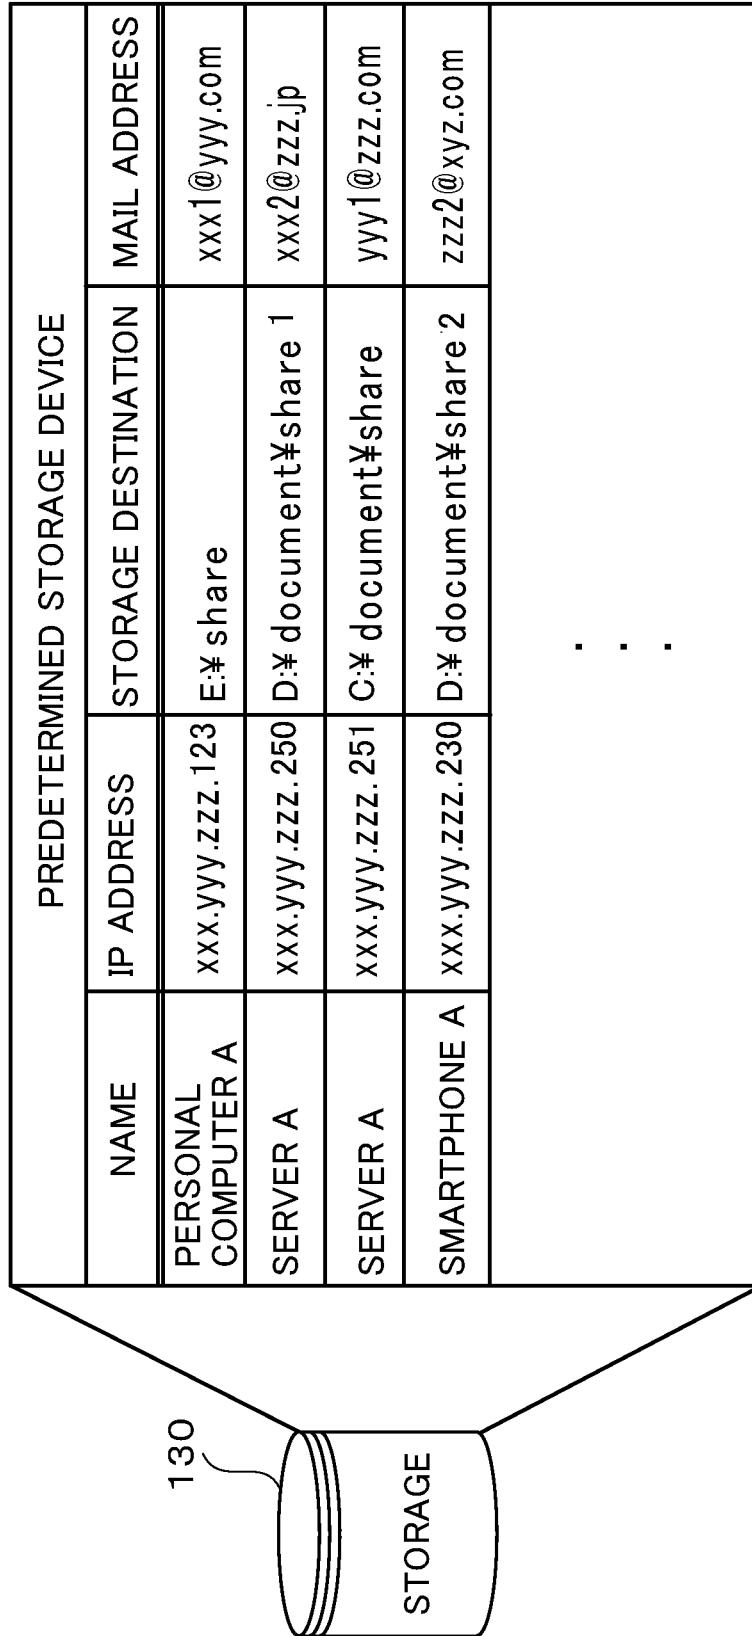 PREDETERMINED STORAGE DEVICE
NAME IP ADDRESS STORAGE DESTINATION MAIL ADDRESS
PERSONAL
COMPUTER A xxx.yyy.zzz.123 E:¥share xxx1@yyy.com
SERVER A xxx.yyy.zzz.250 D:¥document¥share 1 xxx2@zzz.jp
SERVER A xxx.yyy.zzz.251 C:¥document¥share yyy1@zzz.com
SMARTPHONE A xxx.yyy.zzz.230 D:¥document¥share 2 zzz2@xyz.com
. . .
130
STORAGE